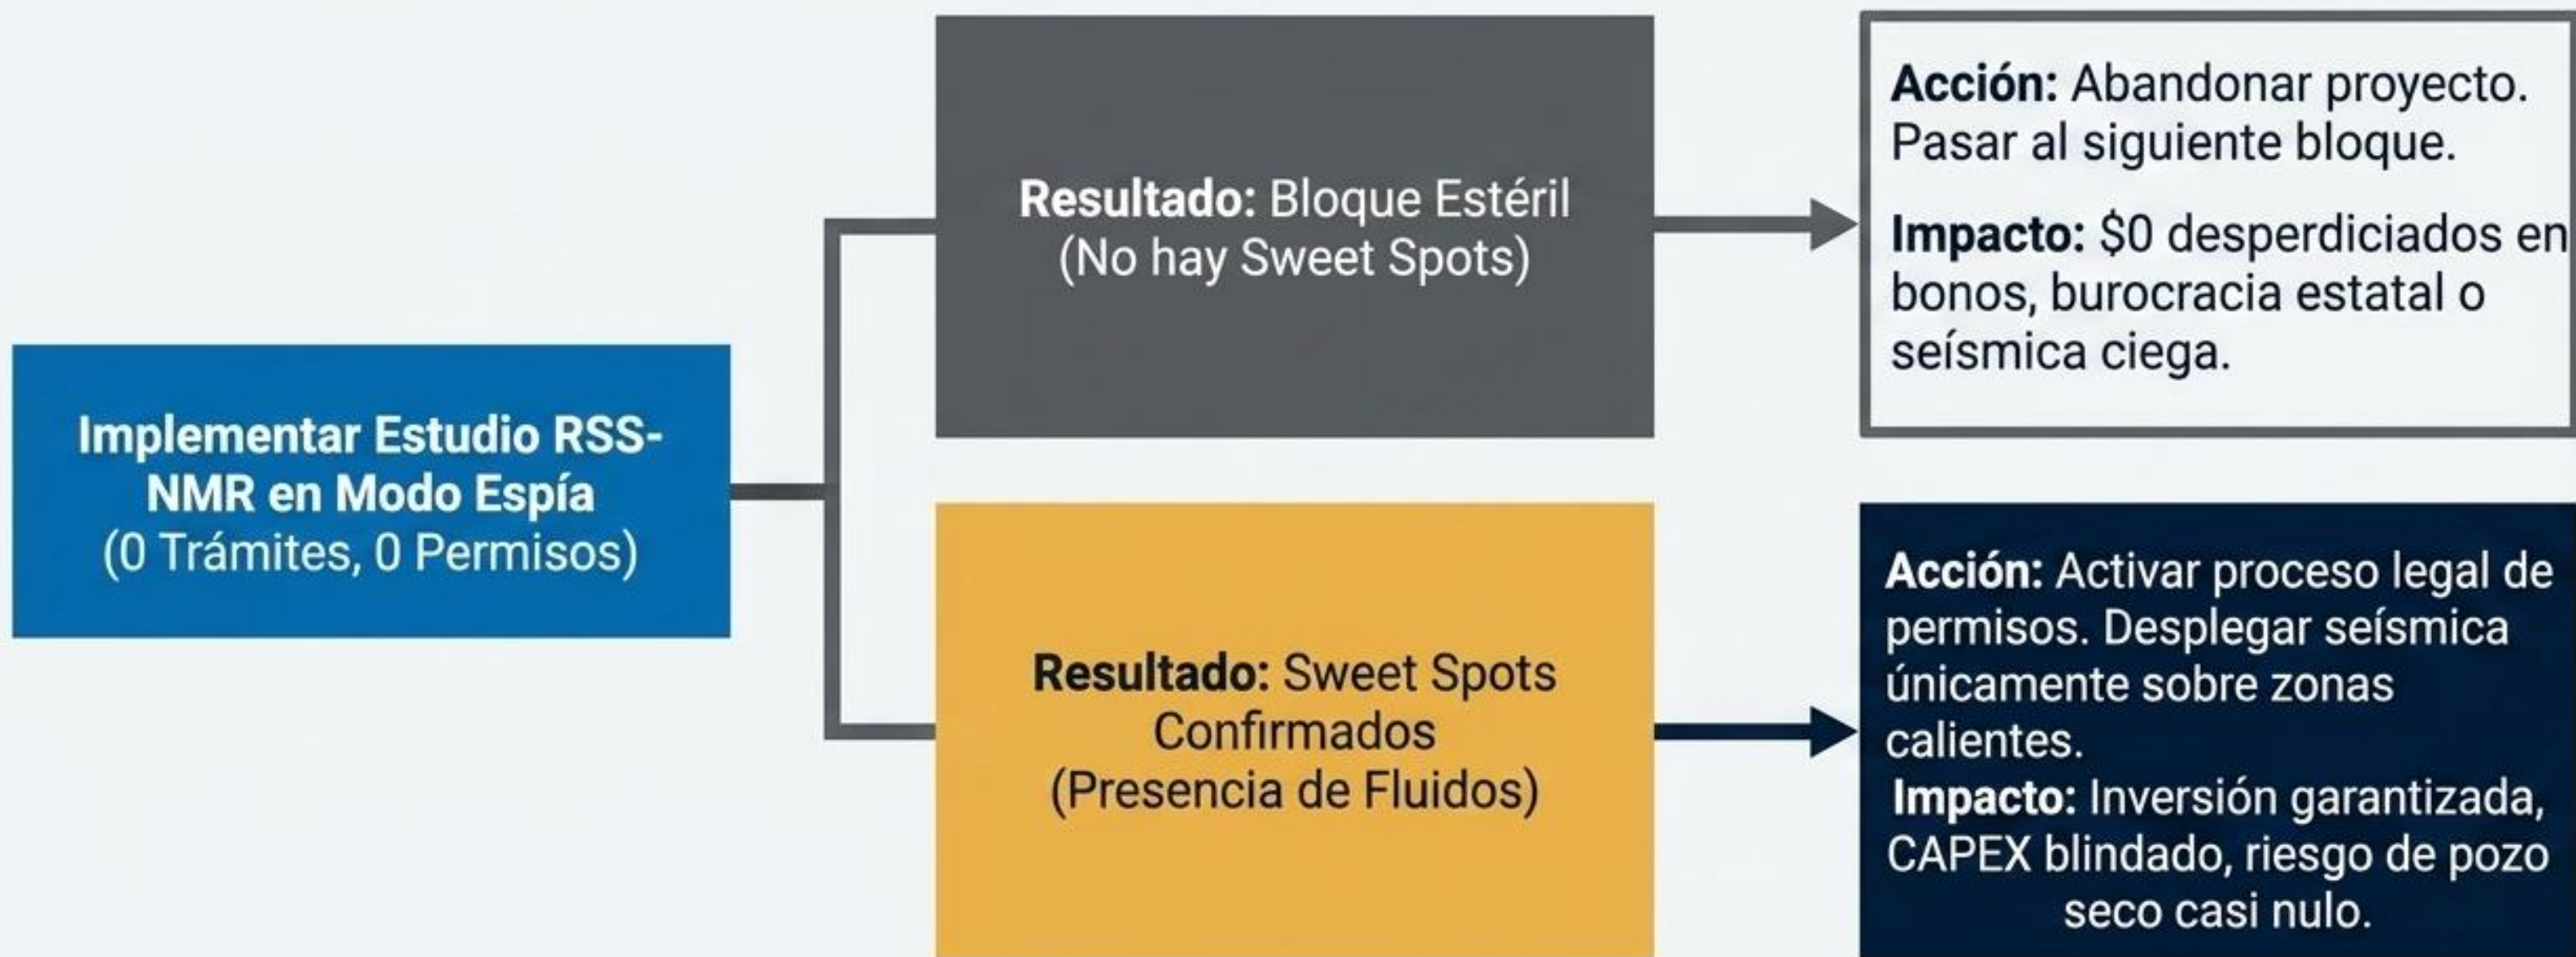 Implementar Estudio RSS-
NMR en Modo Espía
(0 Trámites, 0 Permisos)
Resultado: Bloque Estéril
(No hay Sweet Spots)
Acción: Abandonar proyecto.
Pasar al siguiente bloque.
Impacto: $0 desperdiciados en
bonos, burocracia estatal o
seísmica ciega.
Resultado: Sweet Spots
Confirmados
(Presencia de Fluidos)
Acción: Activar proceso legal de
permisos. Desplegar seísmica
únicamente sobre zonas
calientes.
Impacto: Inversión garantizada,
CAPEX blindado, riesgo de pozo
seco casi nulo.